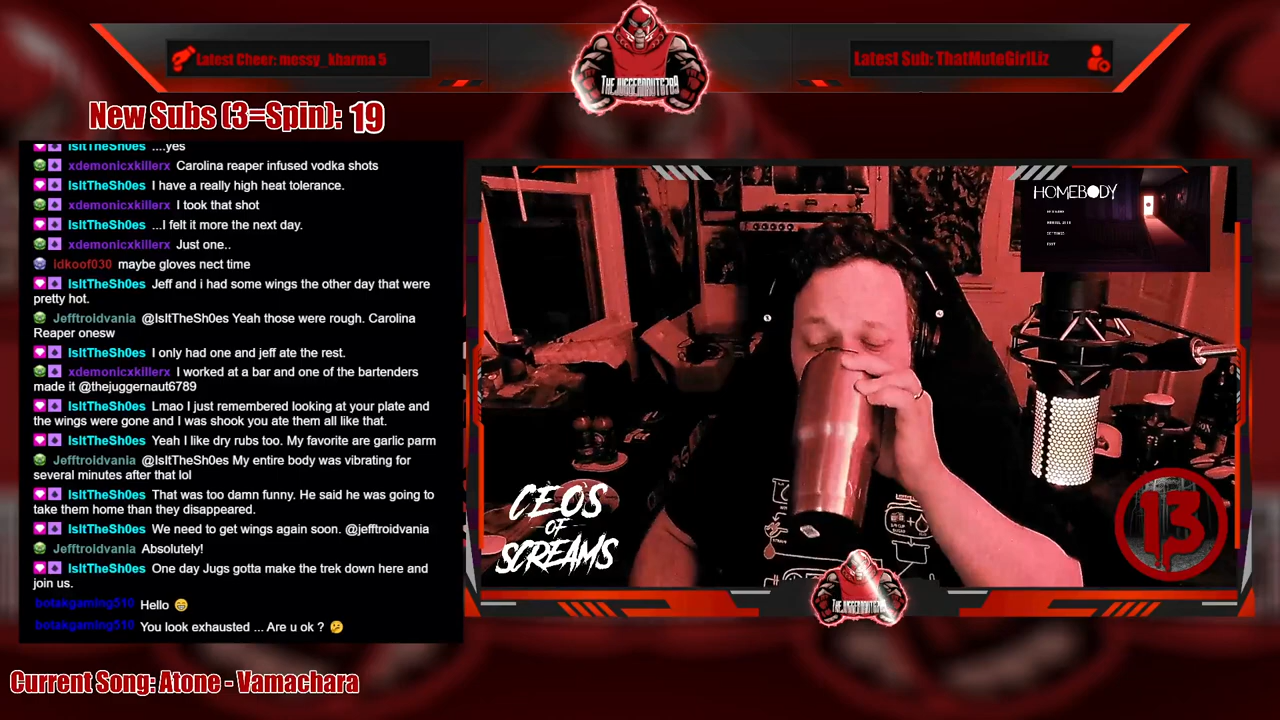 Latest Cheer: messy_kharma 5
THEJUGGERNAUT6789
Latest Sub: ThatMuteGirlLiz
New Subs (3=Spin): 19
IsItTheSh0es ....yes
xdemonicxkillerx Carolina reaper infused vodka shots
IsItTheSh0es I have a really high heat tolerance.
xdemonicxkillerx I took that shot
IsItTheSh0es ...I felt it more the next day.
xdemonicxkillerx Just one..
idkoof030 maybe gloves nect time
IsItTheSh0es Jeff and i had some wings the other day that were
pretty hot.
Jefftroidvania @IsItTheSh0es Yeah those were rough. Carolina
Reaper onesw
IsItTheSh0es I only had one and jeff ate the rest.
xdemonicxkillerx I worked at a bar and one of the bartenders
made it @thejuggernaut6789
IsItTheSh0es Lmao I just remembered looking at your plate and
the wings were gone and I was shook you ate them all like that.
IsItTheSh0es Yeah I like dry rubs too. My favorite are garlic parm
Jefftroidvania @IsItTheSh0es My entire body was vibrating for
several minutes after that lol
IsItTheSh0es That was too damn funny. He said he was going to
take them home than they disappeared.
IsItTheSh0es We need to get wings again soon. @jefftroidvania
Jefftroidvania Absolutely!
IsItTheSh0es One day Jugs gotta make the trek down here and
join us.
botakgaming510 Hello
botakgaming510 You look exhausted ... Are u ok ?
HOMEBODY
CEOS
OF
SCREAMS
13
THEJUGGERNAUT6789
Current Song: Atone - Vamachara